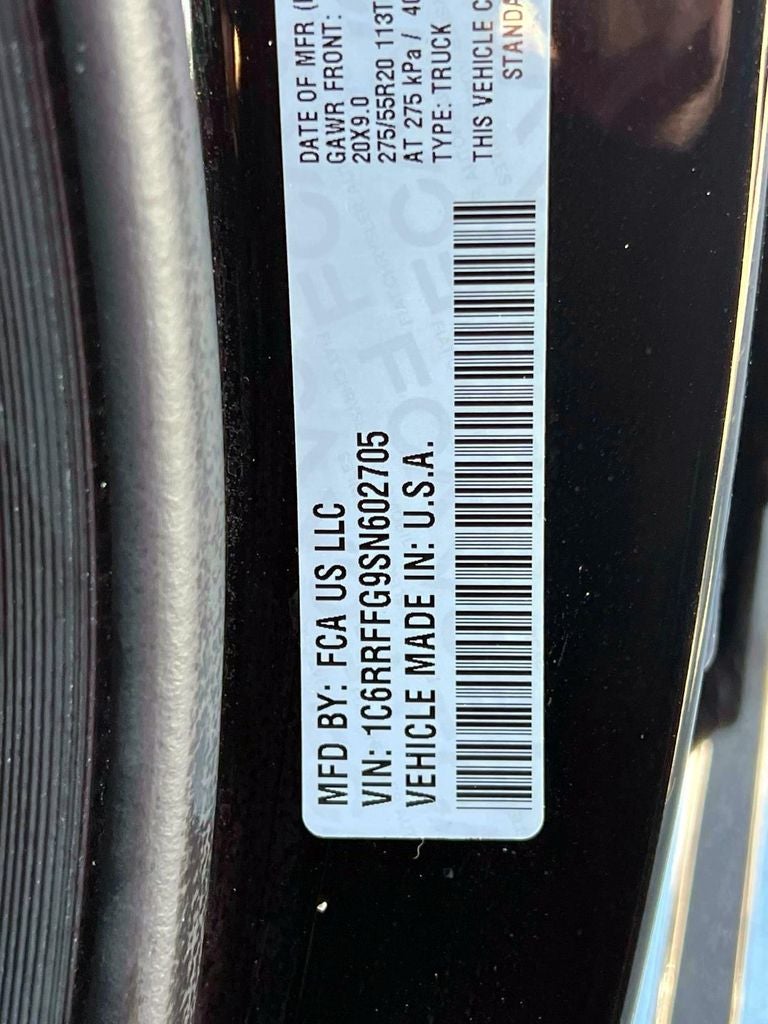 MFD BY: FCA US LLC
VIN: 1C6RRFFG9SN602705
VEHICLE MADE IN: U.S.A.
DATE OF MFR (
GAWR FRONT:
20X9.0
275/55R20 113T
AT 275 kPa / 40
TYPE: TRUCK
THIS VEHICLE C
STANDA